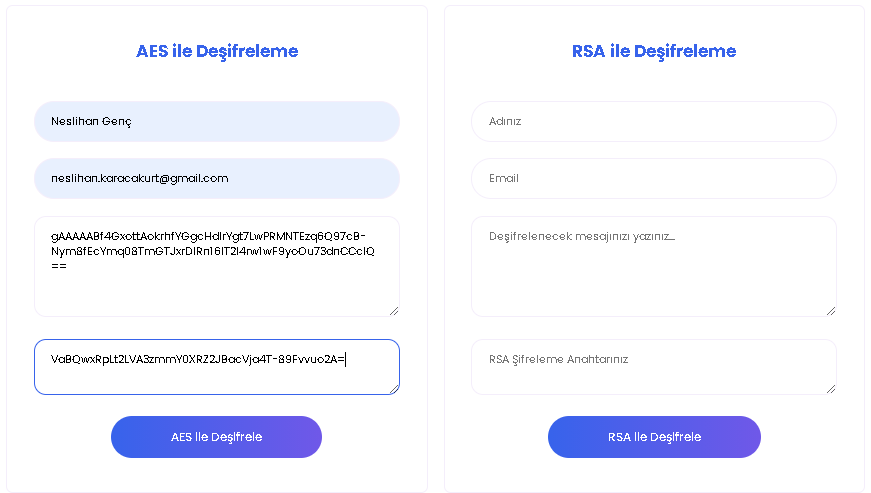 AES ile Deşifreleme
Neslihan Genç
neslihan.karacakurt@gmail.com
gAAAAABf4GxottAokrhfYGgcHdlrYgt7LwPRMNTEzq6Q97cB-
Nym8fEcYmq08TmGTJxrDlRn16lT2l4rw1wF9ycOu73dnCCclQ
==
VaBQwxRpLt2LVA3zmmY0XRZ2JBacVja4T-89Fvvuo2A=
AES ile Deşifrele
RSA ile Deşifreleme
Adınız
Email
Deşifrelenecek mesajınızı yazınız...
RSA Şifreleme Anahtarınız
RSA ile Deşifrele